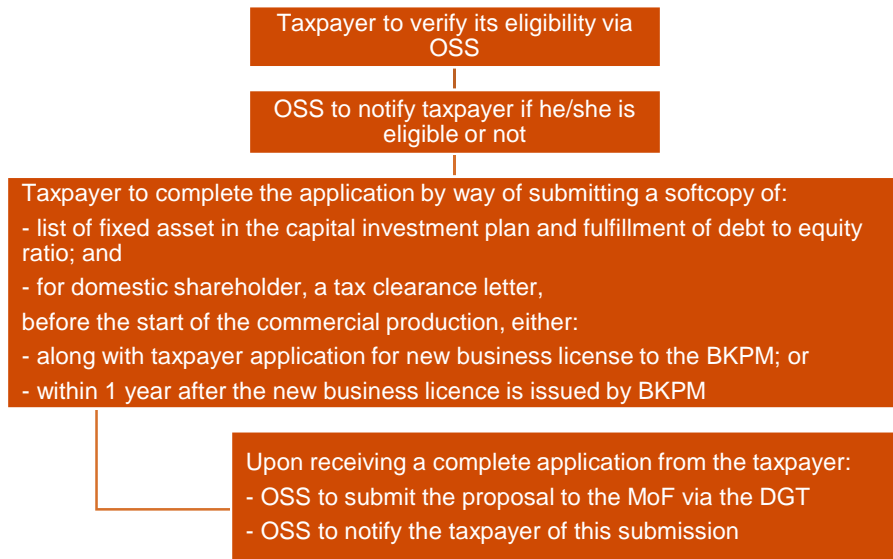 Taxpayer to verify its eligibility via
OSS
OSS to notify taxpayer if he/she is
eligible or not
Taxpayer to complete the application by way of submitting a softcopy of:
- list of fixed asset in the capital investment plan and fulfillment of debt to equity
ratio; and
- for domestic shareholder, a tax clearance letter,
before the start of the commercial production, either:
- along with taxpayer application for new business license to the BKPM; or
- within 1 year after the new business licence is issued by BKPM
Upon receiving a complete application from the taxpayer:
- OSS to submit the proposal to the MoF via the DGT
- OSS to notify the taxpayer of this submission